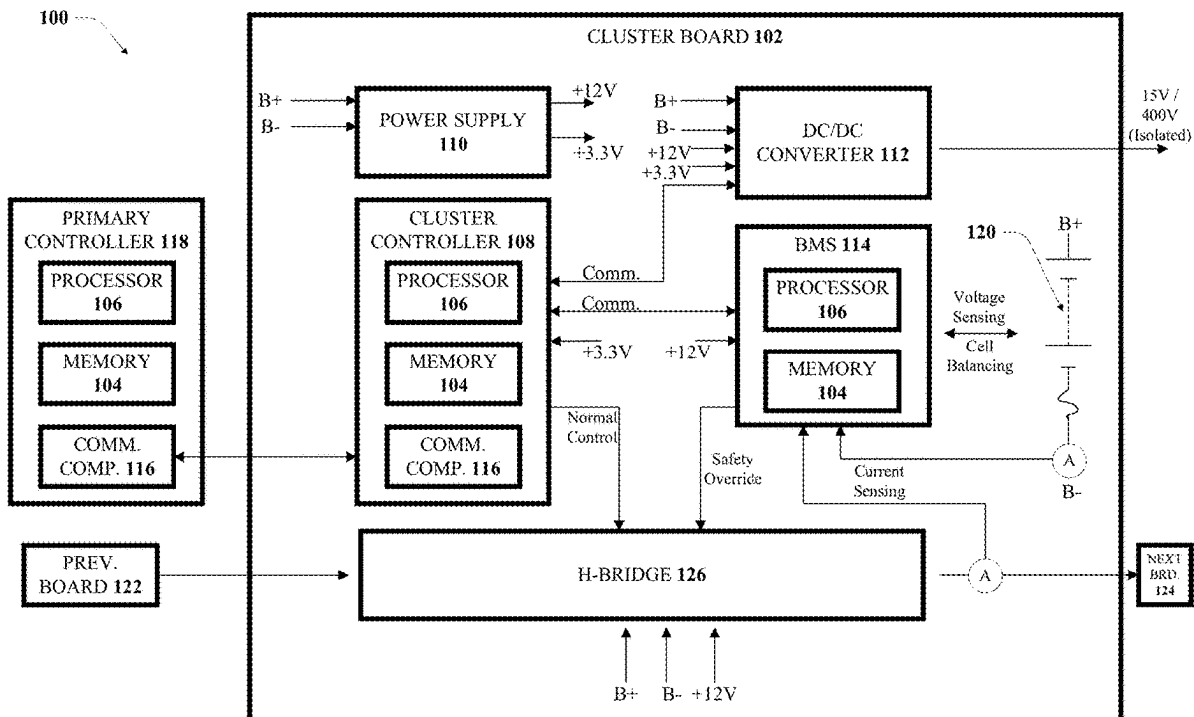 100
CLUSTER BOARD 102
B+
B-
POWER SUPPLY
110
+12V
+3.3V
B+
B-
+12V
+3.3V
DC/DC
CONVERTER 112
15V /
400V
(Isolated)
PRIMARY
CONTROLLER 118
PROCESSOR
106
MEMORY
104
COMM.
COMP. 116
CLUSTER
CONTROLLER 108
PROCESSOR
106
MEMORY
104
COMM.
COMP. 116
Comm.
Comm.
+3.3V
+12V
BMS 114
PROCESSOR
106
MEMORY
104
Voltage
Sensing
Cell
Balancing
120
B+
A
B-
Normal
Control
Safety
Override
Current
Sensing
PREV.
BOARD 122
H-BRIDGE 126
A
NEXT
BRD.
124
B+
B-
+12V